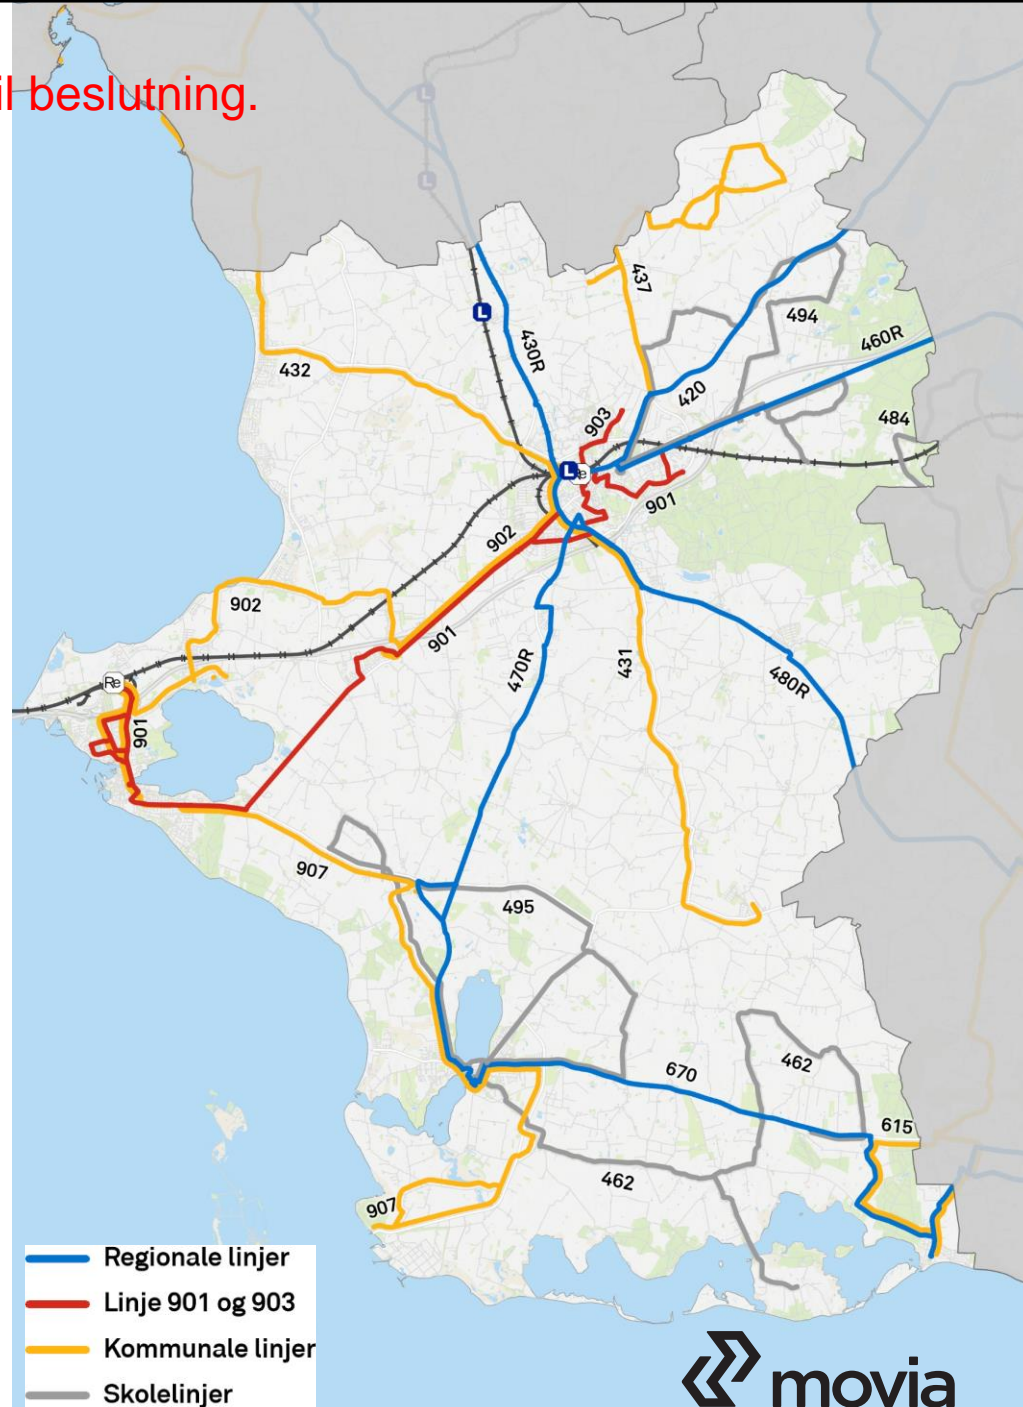 il beslutning.
L
L
437
L
494
430R
460R
432
420
903
484
L
Re
901
902
902
901
470R
431
480R
Re
901
907
495
670
462
615
462
907
Regionale linjer
Linje 901 og 903
Kommunale linjer
Skolelinjer
movia